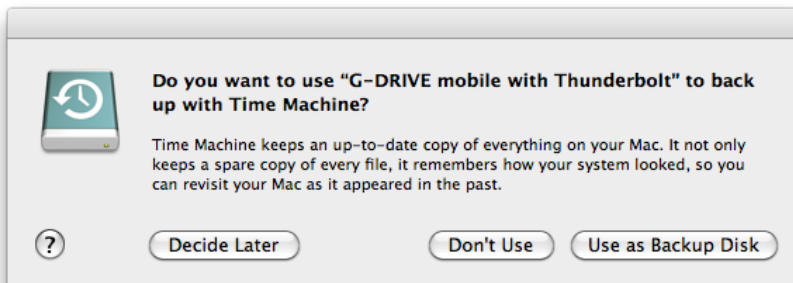 Do you want to use “G-DRIVE mobile with Thunderbolt” to back
up with Time Machine?
Time Machine keeps an up-to-date copy of everything on your Mac. It not only
keeps a spare copy of every file, it remembers how your system looked, so you
can revisit your Mac as it appeared in the past.
? Decide Later Don't Use Use as Backup Disk